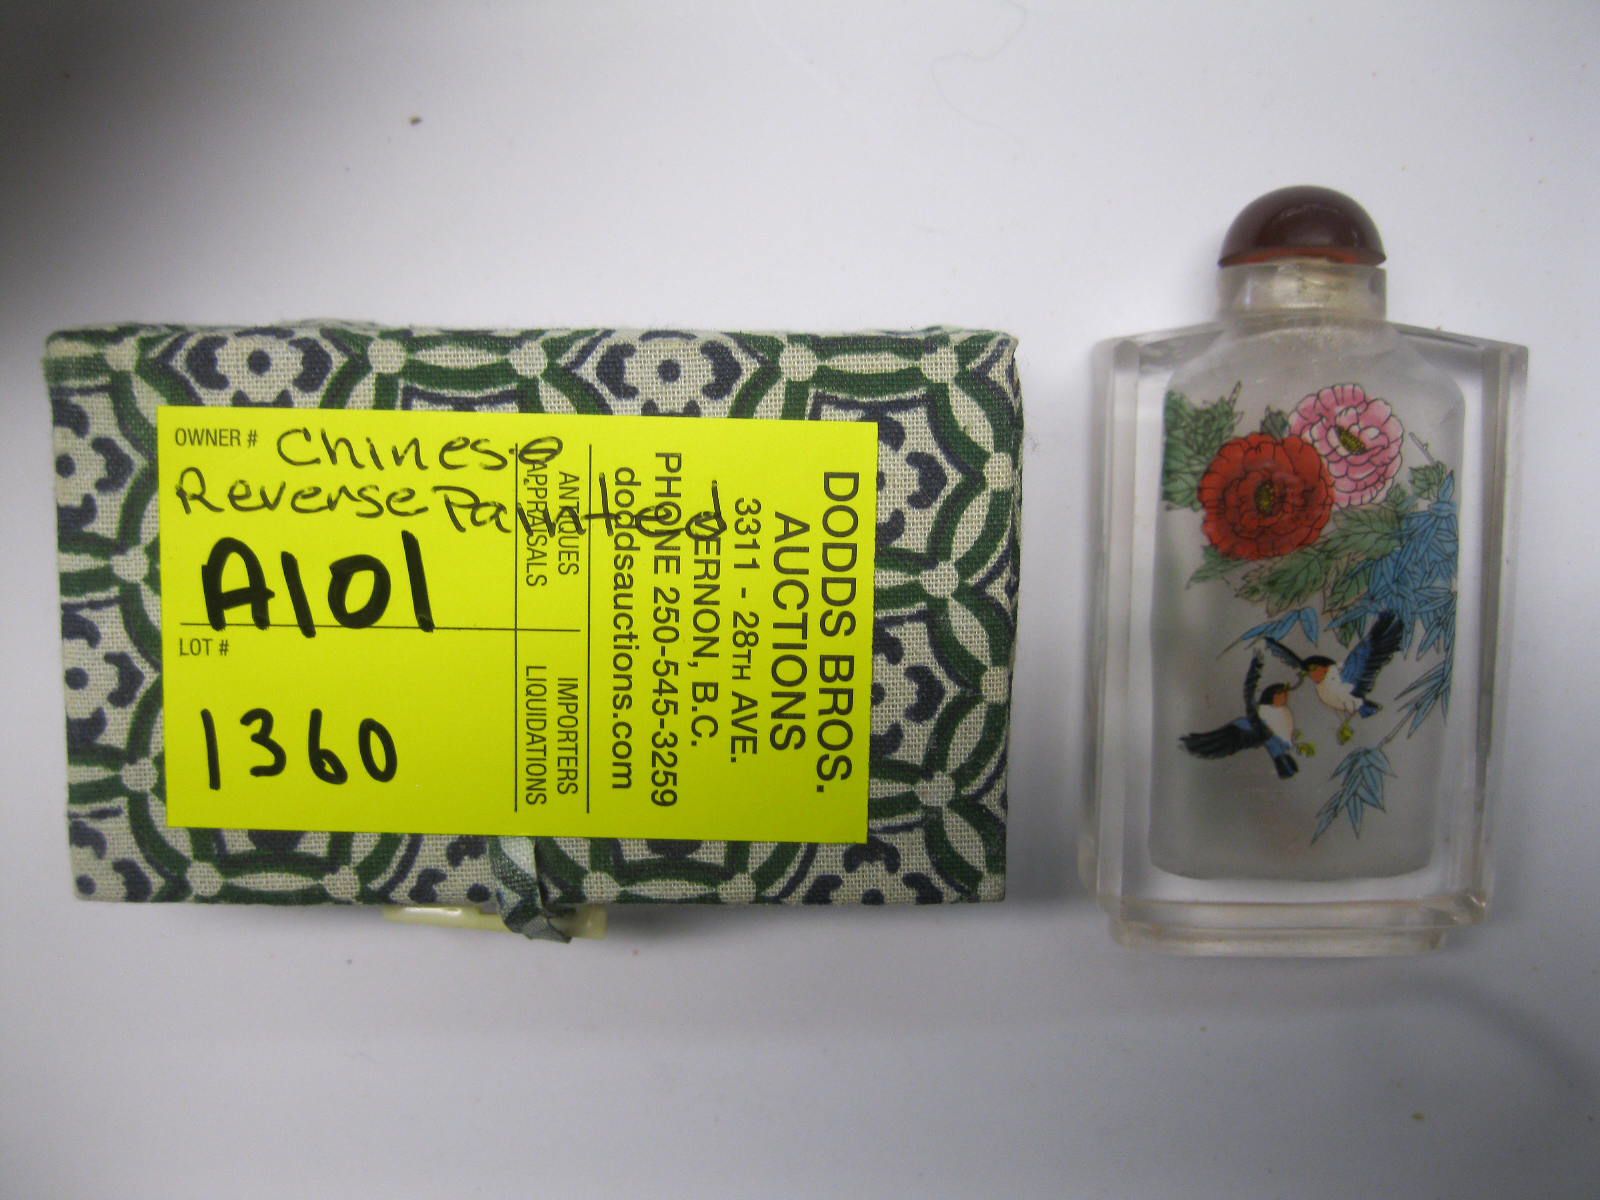 OWNER #
Chinese
Reverse Painted
A101
LOT #
1360
DODDS BROS.
AUCTIONS
3311 - 28TH AVE.
VERNON, B.C.
PHONE 250-545-3259
doddsauctions.com
ANTIQUES IMPORTERS
APPRAISALS LIQUIDATIONS